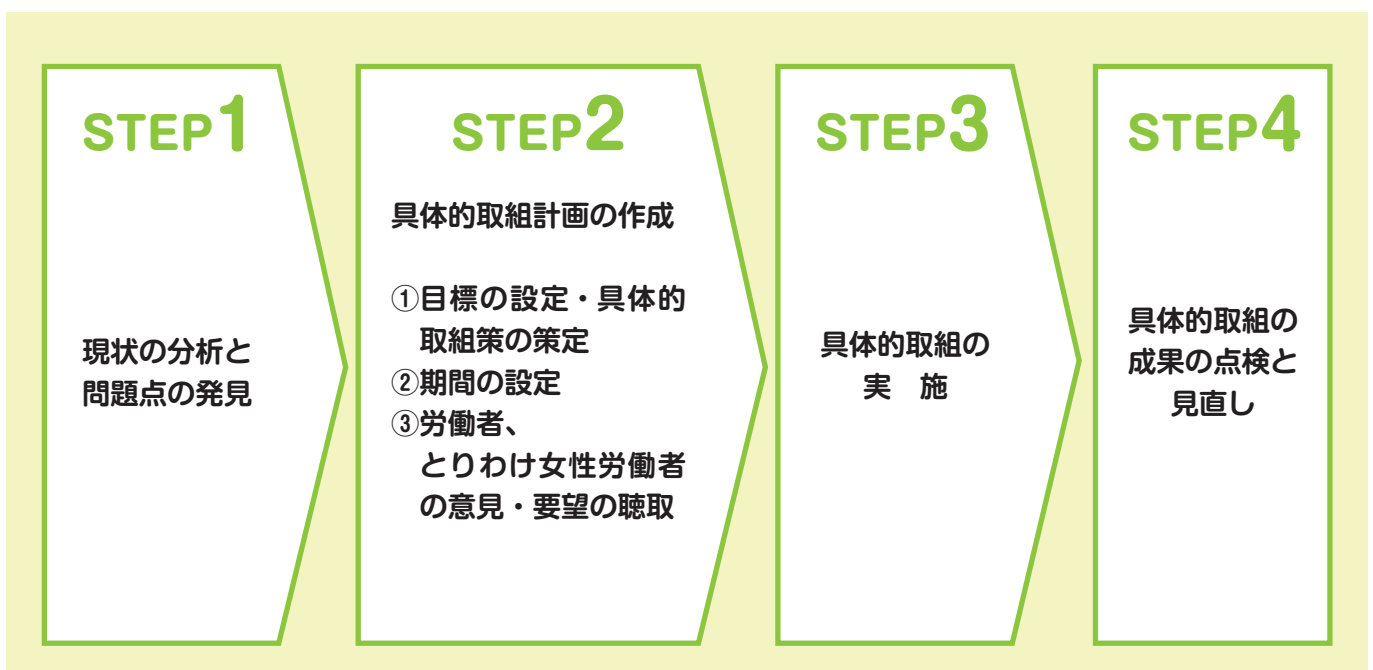 STEP1
現状の分析と
問題点の発見
STEP2
具体的取組計画の作成
①目標の設定・具体的
取組策の策定
②期間の設定
③労働者、
とりわけ女性労働者
の意見・要望の聴取
STEP3
具体的取組の
実　施
STEP4
具体的取組の
成果の点検と
見直し